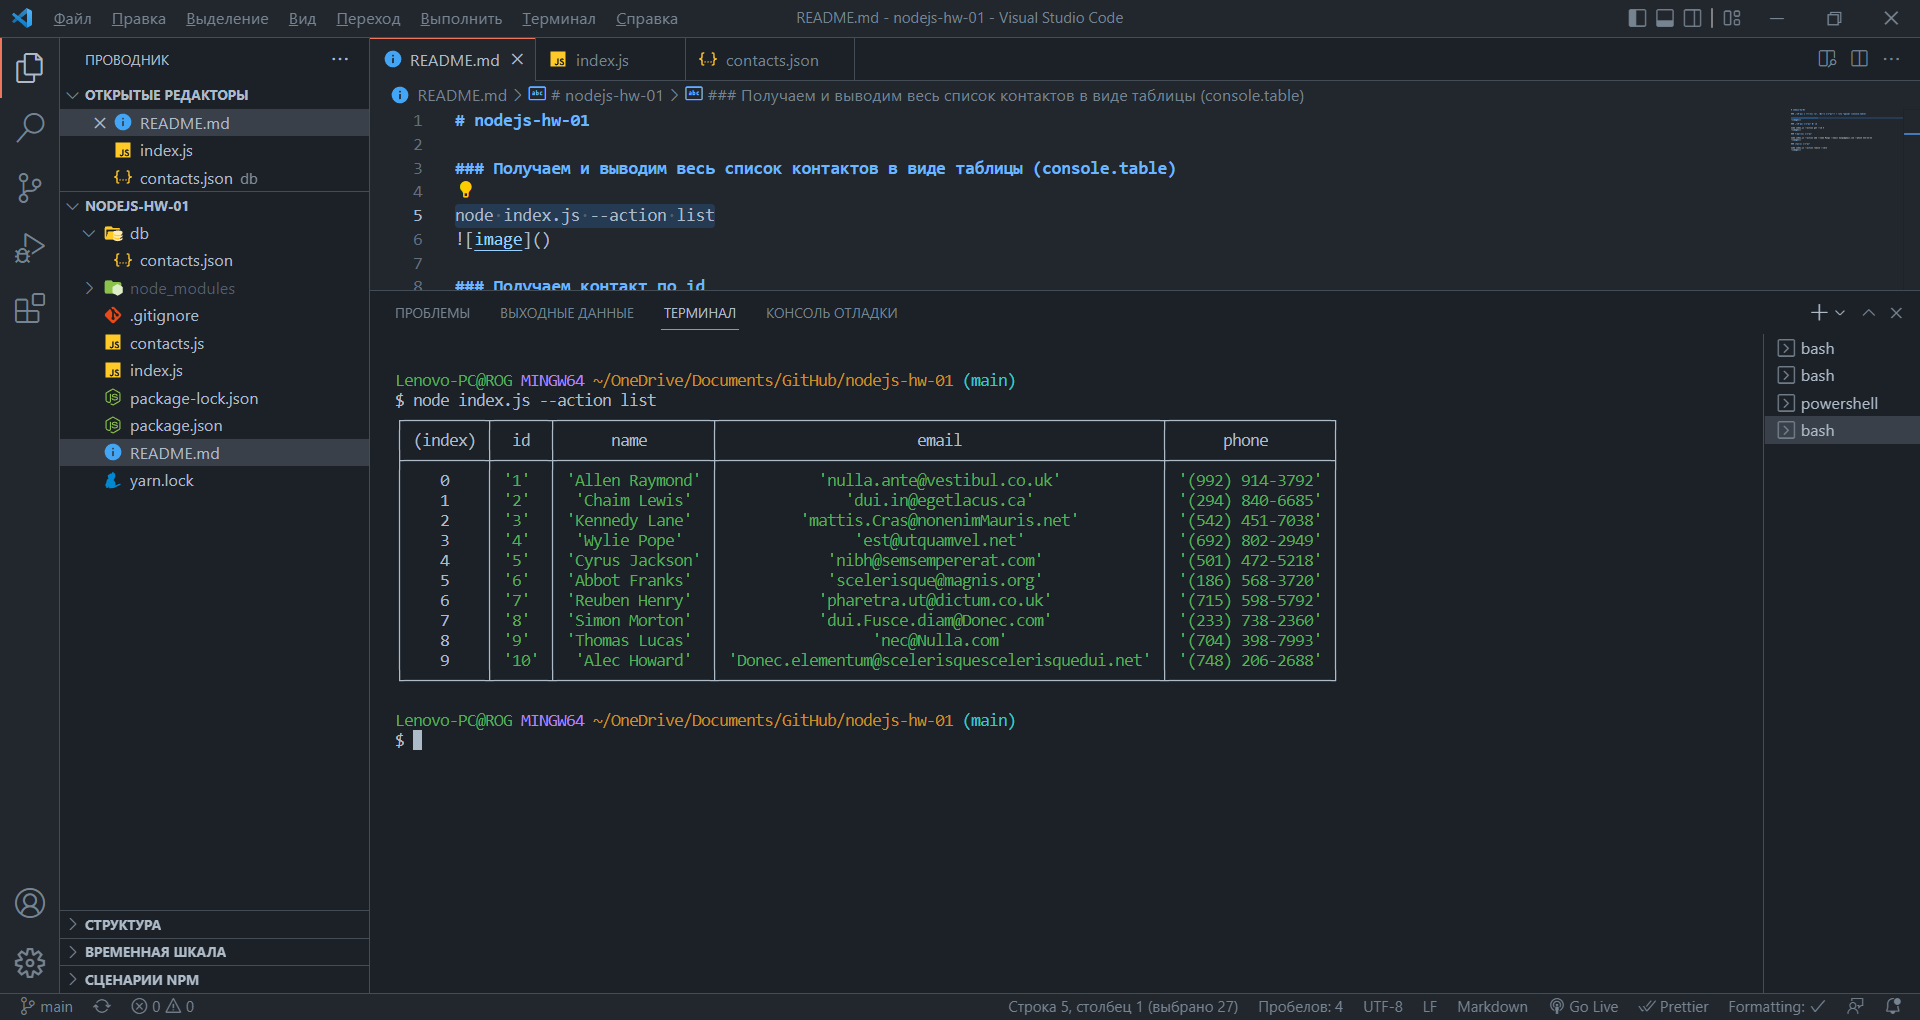 Файл Правка Выделение Вид Переход Выполнить Терминал Справка
README.md - nodejs-hw-01 - Visual Studio Code
ПРОВОДНИК
ОТКРЫТЫЕ РЕДАКТОРЫ
README.md
index.js
contacts.json db
NODEJS-HW-01
db
contacts.json
node_modules
.gitignore
contacts.js
index.js
package-lock.json
package.json
README.md
yarn.lock
СТРУКТУРА
ВРЕМЕННАЯ ШКАЛА
СЦЕНАРИИ NPM
README.md index.js contacts.json
README.md > # nodejs-hw-01 > ### Получаем и выводим весь список контактов в виде таблицы (console.table)
1 # nodejs-hw-01
2
3 ### Получаем и выводим весь список контактов в виде таблицы (console.table)
4
5 node index.js --action list
6 ![image]()
7
8 ### Получаем контакт по id
ПРОБЛЕМЫ ВЫХОДНЫЕ ДАННЫЕ ТЕРМИНАЛ КОНСОЛЬ ОТЛАДКИ
Lenovo-PC@ROG MINGW64 ~/OneDrive/Documents/GitHub/nodejs-hw-01 (main)
$ node index.js --action list
(index) id name email phone
0 '1' 'Allen Raymond' 'nulla.ante@vestibul.co.uk' '(992) 914-3792'
1 '2' 'Chaim Lewis' 'dui.in@egetlacus.ca' '(294) 840-6685'
2 '3' 'Kennedy Lane' 'mattis.Cras@nonenimMauris.net' '(542) 451-7038'
3 '4' 'Wylie Pope' 'est@utquamvel.net' '(692) 802-2949'
4 '5' 'Cyrus Jackson' 'nibh@semsempererat.com' '(501) 472-5218'
5 '6' 'Abbot Franks' 'scelerisque@magnis.org' '(186) 568-3720'
6 '7' 'Reuben Henry' 'pharetra.ut@dictum.co.uk' '(715) 598-5792'
7 '8' 'Simon Morton' 'dui.Fusce.diam@Donec.com' '(233) 738-2360'
8 '9' 'Thomas Lucas' 'nec@Nulla.com' '(704) 398-7993'
9 '10' 'Alec Howard' 'Donec.elementum@scelerisquescelerisquedui.net' '(748) 206-2688'
Lenovo-PC@ROG MINGW64 ~/OneDrive/Documents/GitHub/nodejs-hw-01 (main)
$
bash
bash
powershell
bash
main 0 0
Строка 5, столбец 1 (выбрано 27) Пробелов: 4 UTF-8 LF Markdown Go Live Prettier Formatting: